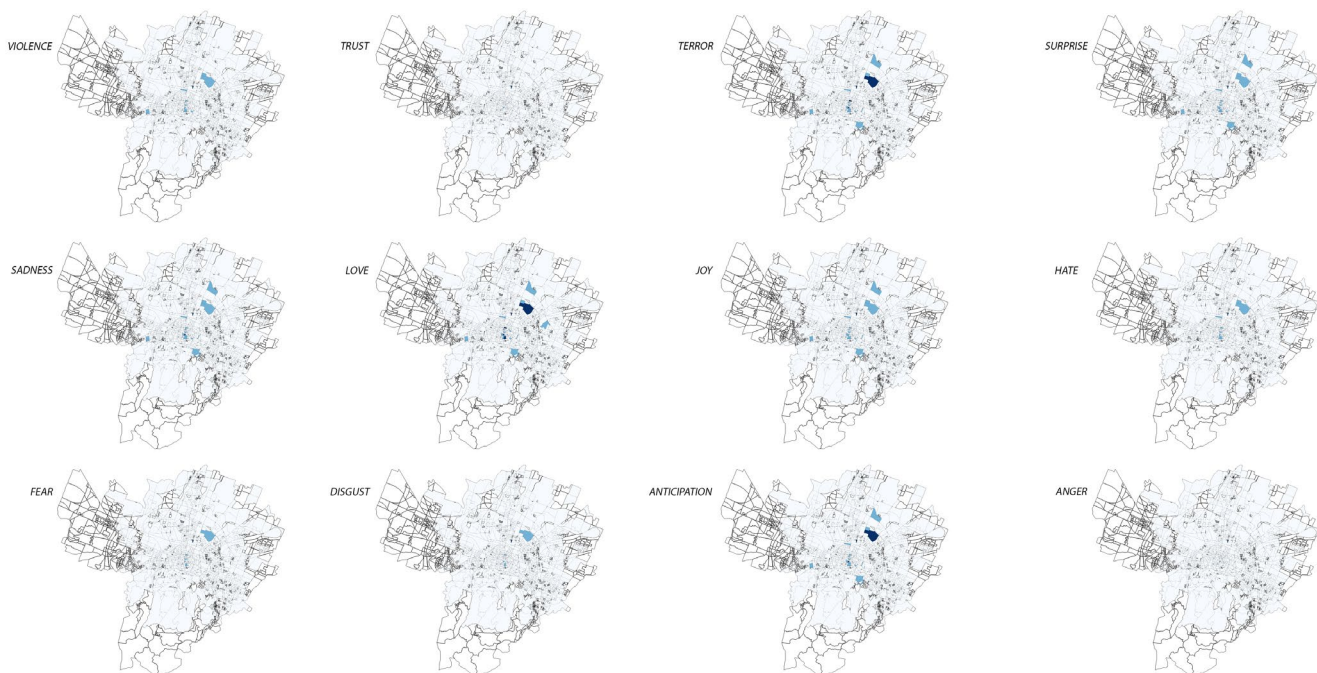 VIOLENCE
TRUST
TERROR
SURPRISE
SADNESS
LOVE
JOY
HATE
FEAR
DISGUST
ANTICIPATION
ANGER